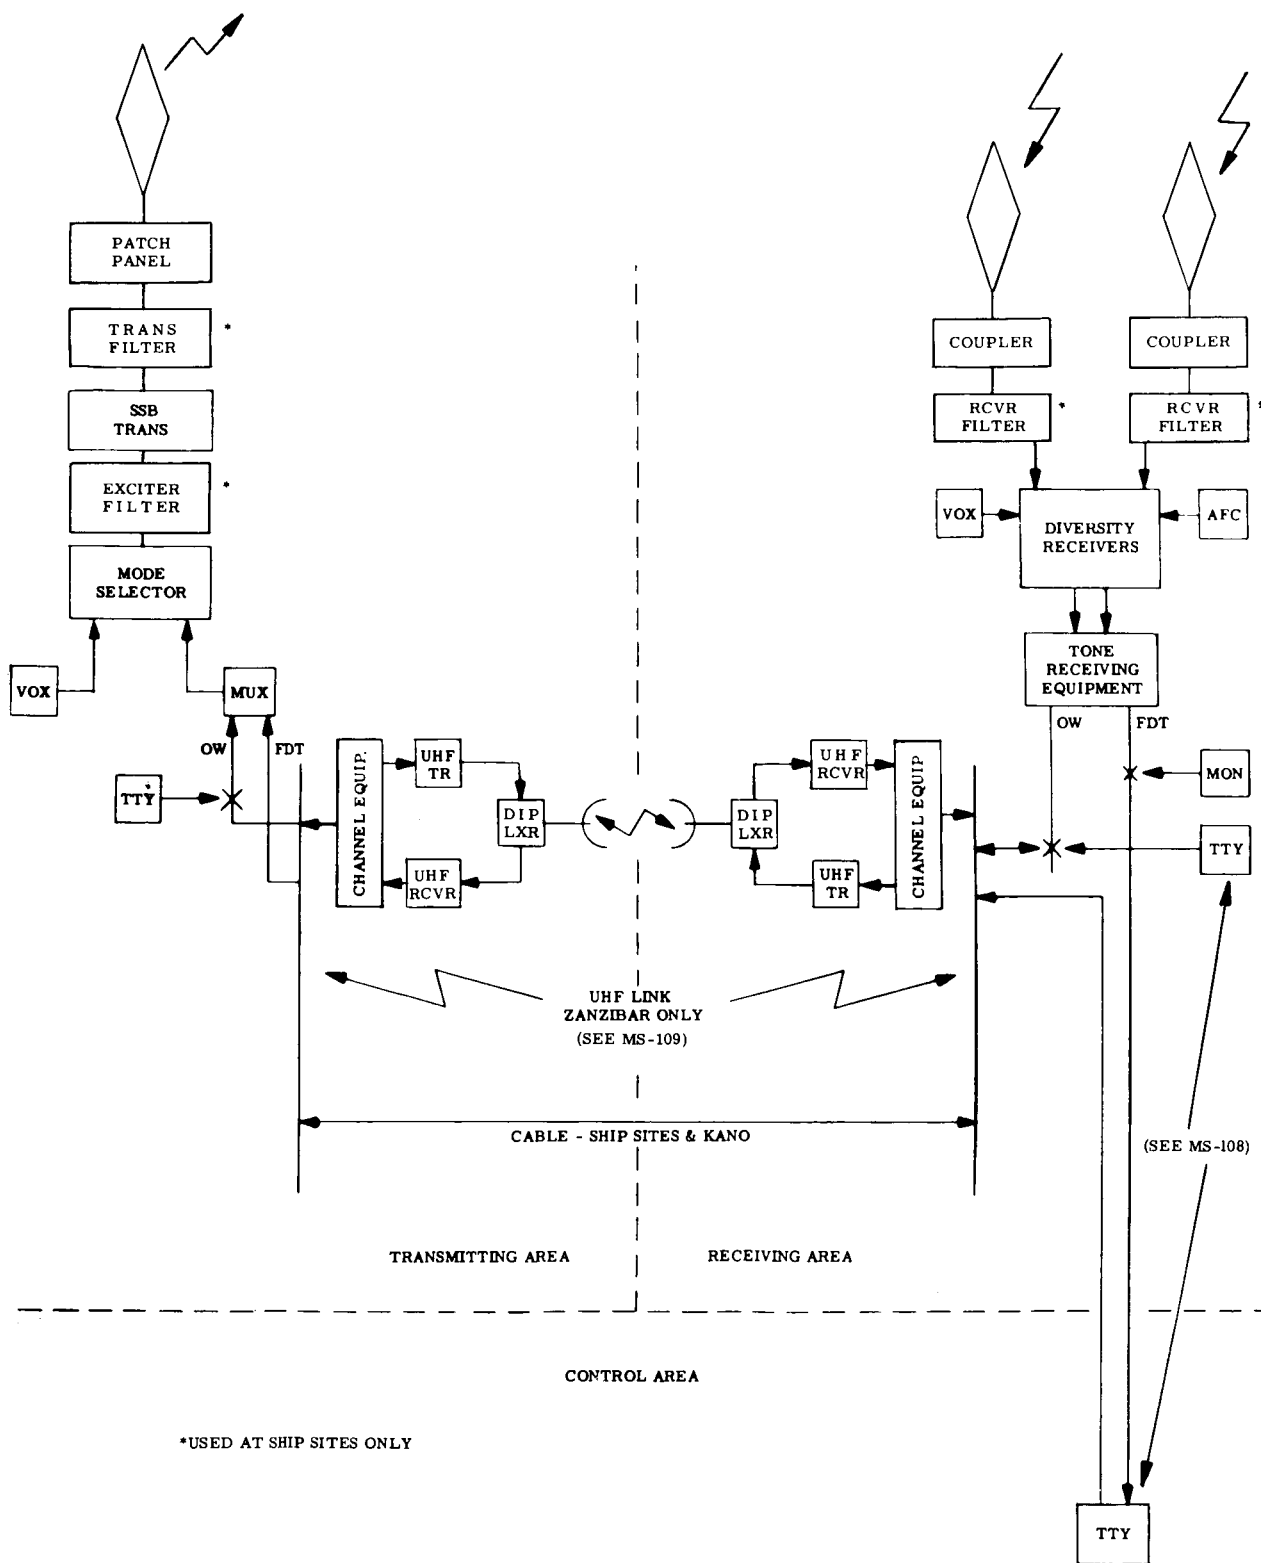 PATCH
PANEL
TRANS
FILTER
*
SSB
TRANS
EXCITER
FILTER
*
MODE
SELECTOR
VOX
MUX
OW
FDT
TTY*
CHANNEL EQUIP.
UHF
TR
UHF
RCVR
DIP
LXR
DIP
LXR
UHF
RCVR
UHF
TR
CHANNEL EQUIP
COUPLER
COUPLER
RCVR
FILTER
*
RCVR
FILTER
*
VOX
DIVERSITY
RECEIVERS
AFC
TONE
RECEIVING
EQUIPMENT
OW
FDT
MON
TTY
UHF LINK
ZANZIBAR ONLY
(SEE MS-109)
CABLE - SHIP SITES & KANO
(SEE MS-108)
TRANSMITTING AREA
RECEIVING AREA
CONTROL AREA
*USED AT SHIP SITES ONLY
TTY